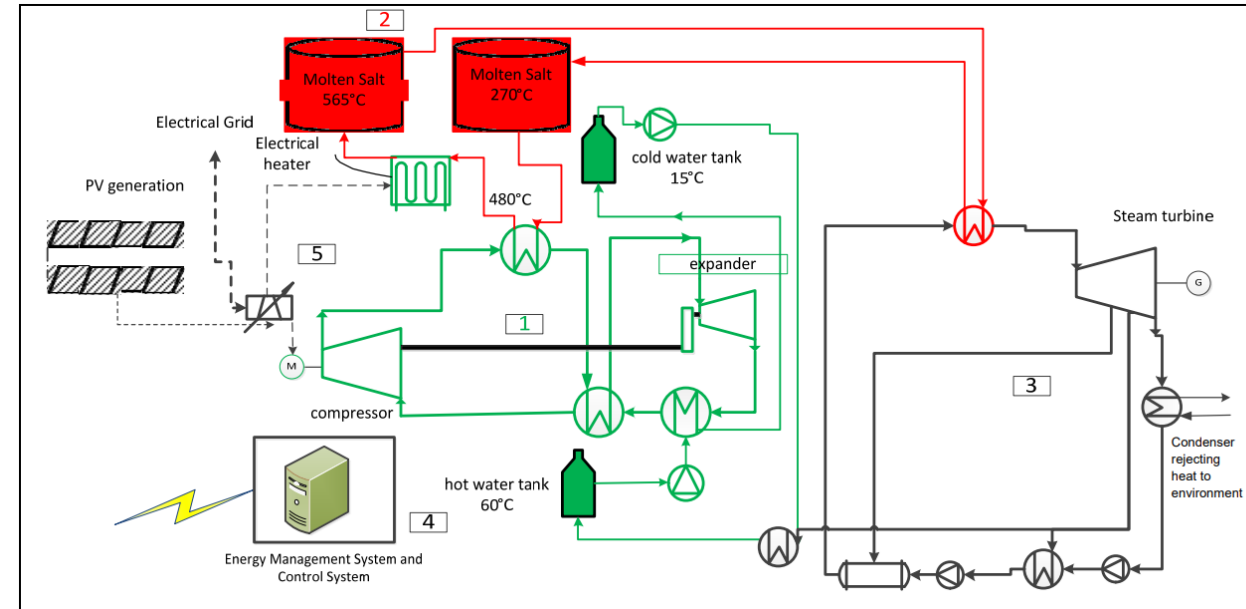 2
Molten Salt
565°C
Molten Salt
270°C
Electrical Grid
Electrical
heater
cold water tank
15°C
PV generation
480°C
Steam turbine
5
expander
G
1
M
3
compressor
Condenser
rejecting
heat to
environment
hot water tank
60°C
4
Energy Management System and
Control System